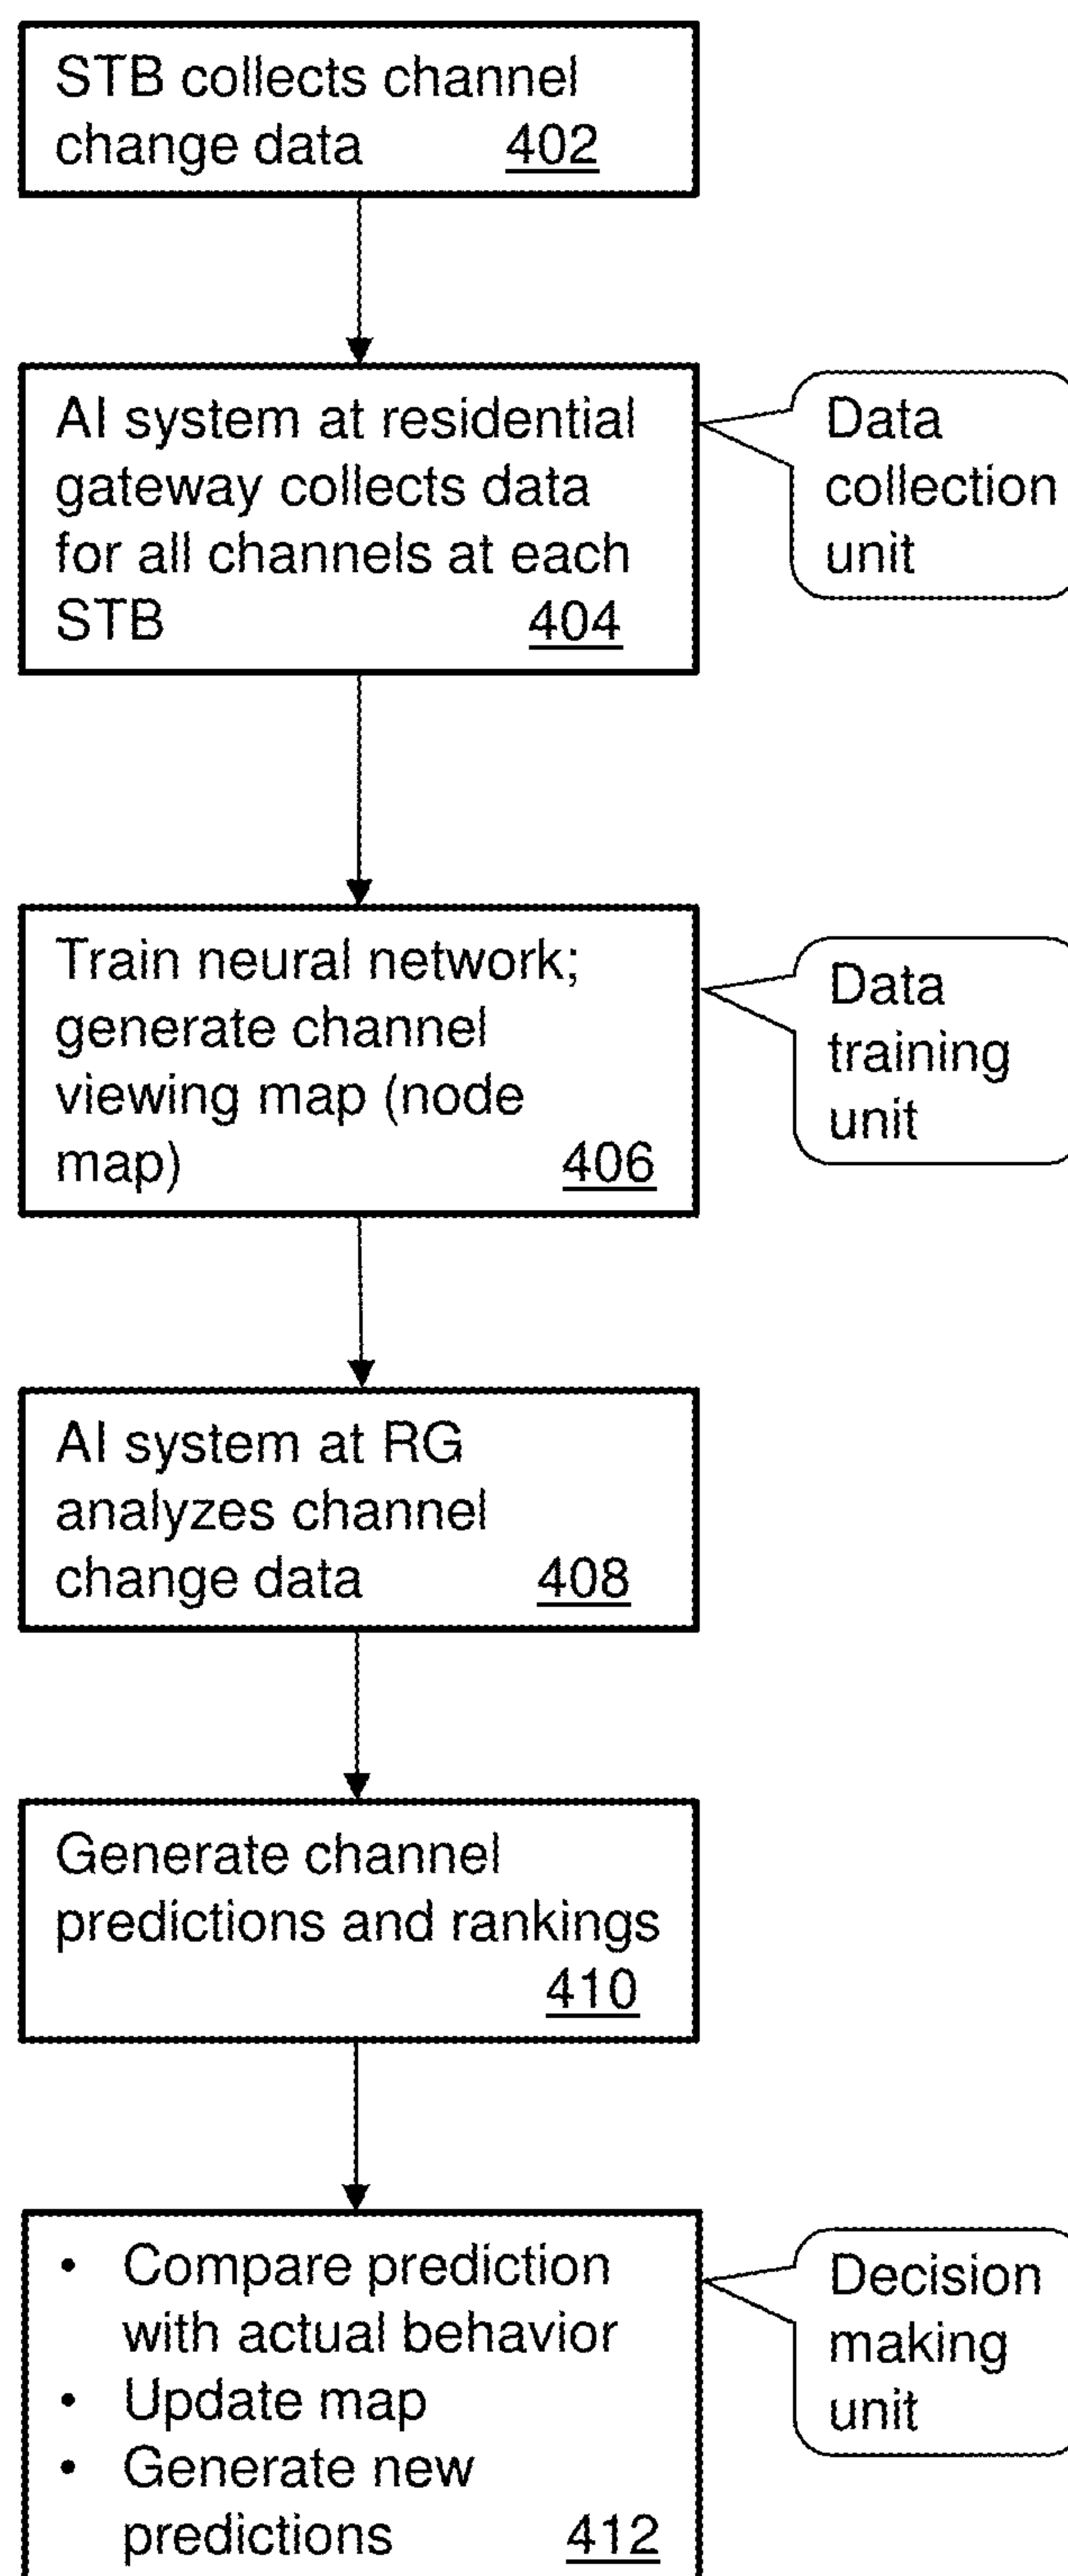 STB collects channel
change data 402
AI system at residential
gateway collects data
for all channels at each
STB 404
Data
collection
unit
Train neural network;
generate channel
viewing map (node
map) 406
Data
training
unit
AI system at RG
analyzes channel
change data 408
Generate channel
predictions and rankings
410
• Compare prediction
with actual behavior
• Update map
• Generate new
predictions 412
Decision
making
unit